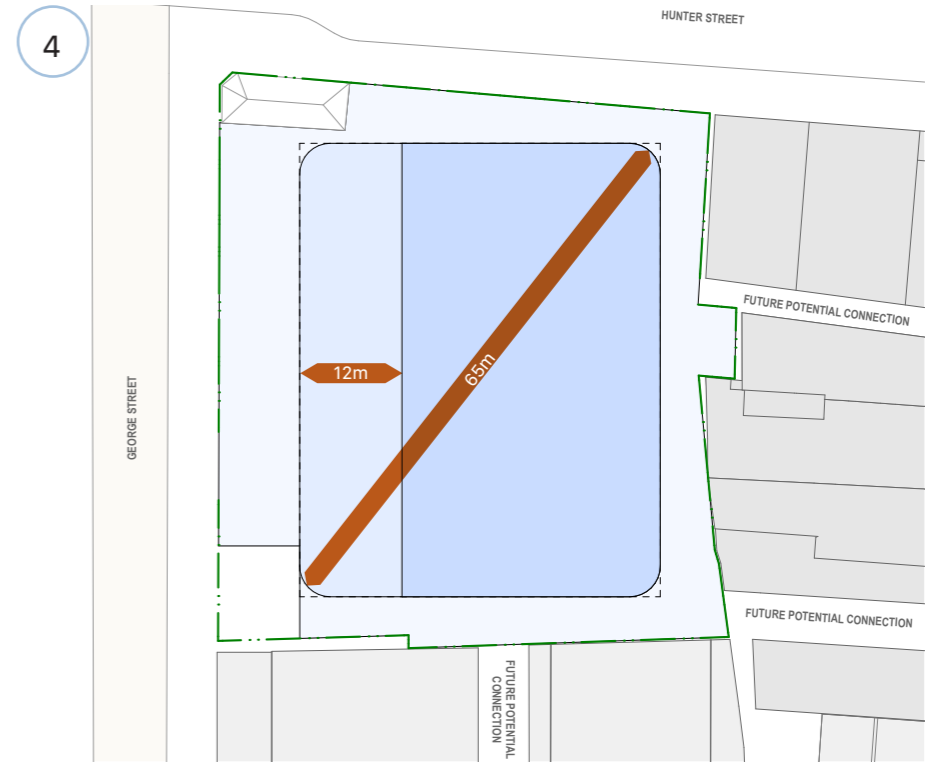 4
HUNTER STREET
FUTURE POTENTIAL CONNECTION
12m
65m
GEORGE STREET
FUTURE POTENTIAL CONNECTION
FUTURE POTENTIAL
CONNECTION